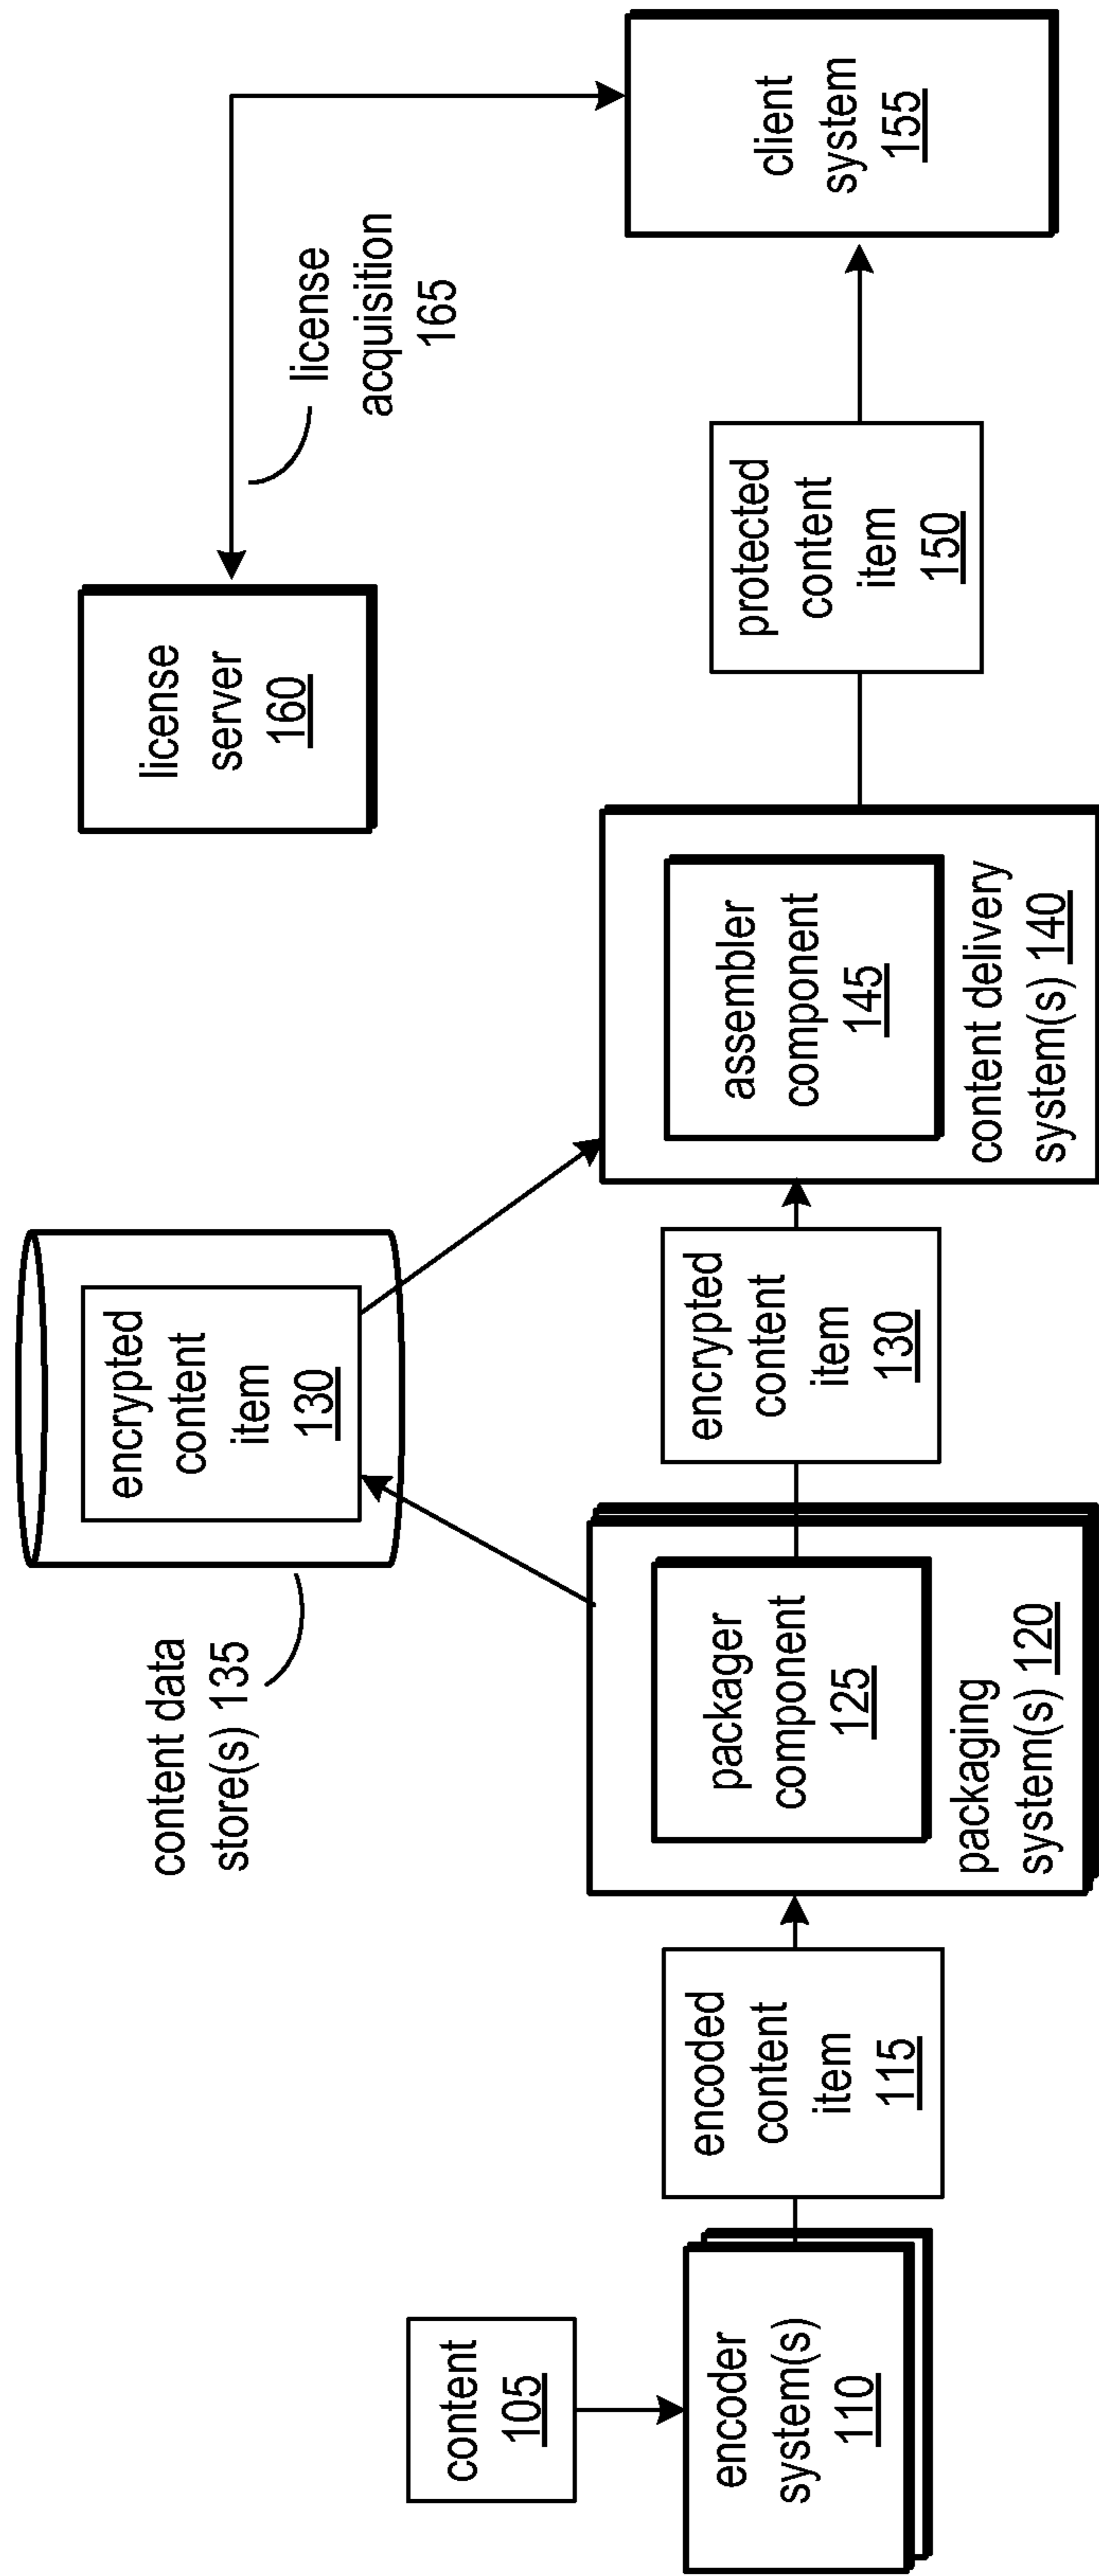 content
105
encoder
system(s)
110
encoded
content
item
115
packager
component
125
packaging
system(s) 120
content data
store(s) 135
encrypted
content
item
130
encrypted
content
item
130
assembler
component
145
content delivery
system(s) 140
protected
content
item
150
client
system
155
license
server
160
license
acquisition
165